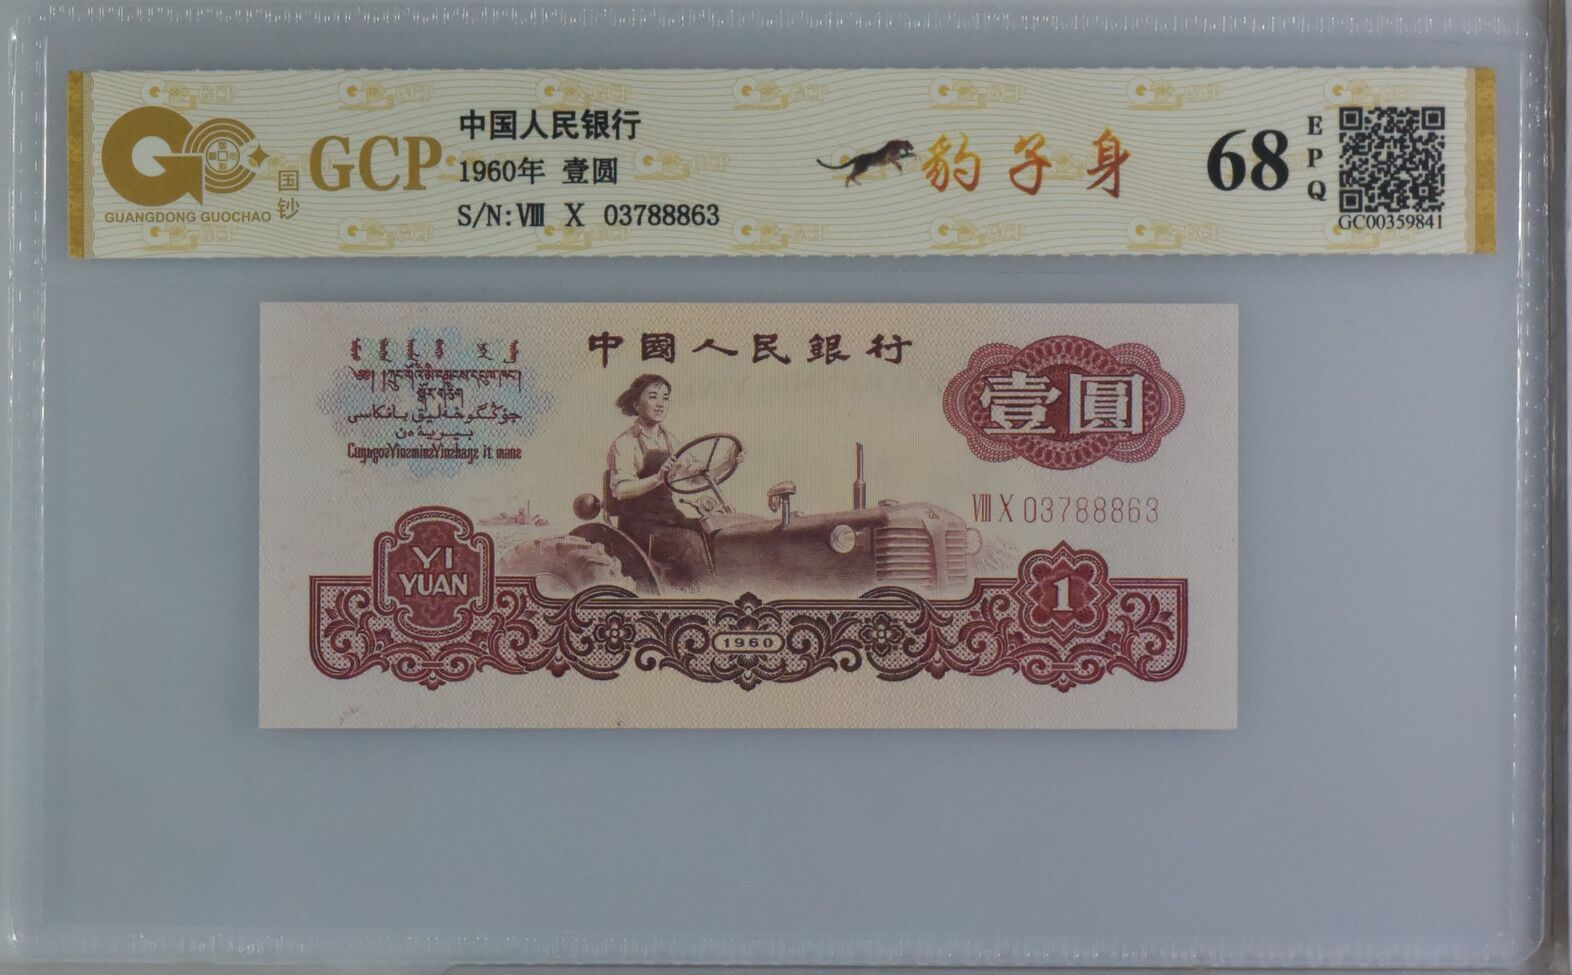 GCP
国钞
GUANGDONG GUOCHAO
中国人民银行
1960年 壹圆
S/N:Ⅷ X 03788863
豹子身
68
EPQ
GC00359841
中國人民銀行
壹圓
Ⅷ X 03788863
YI
YUAN
1960
1